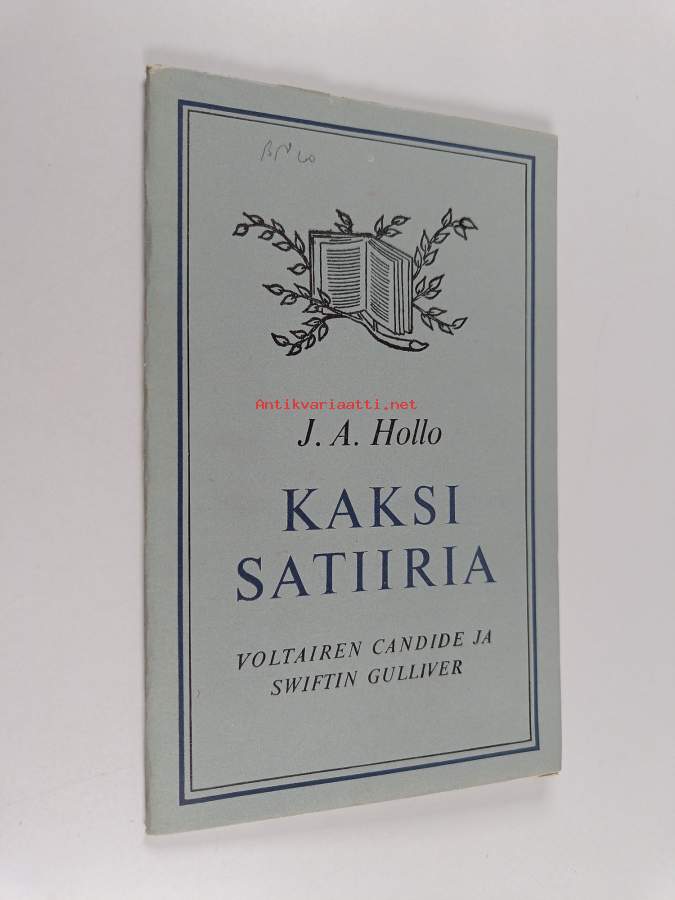 Antikvariaatti.net
J. A. Hollo
KAKSI
SATIIRIA
VOLTAIREN CANDIDE JA
SWIFTIN GULLIVER